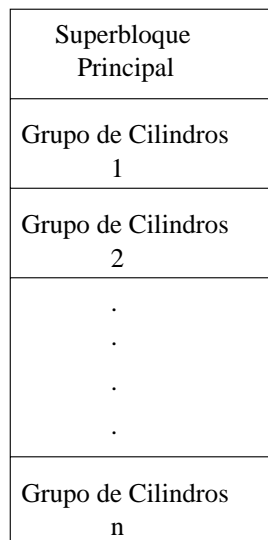 Superbloque
Principal
Grupo de Cilindros
1
Grupo de Cilindros
2
.
.
.
.
Grupo de Cilindros
n